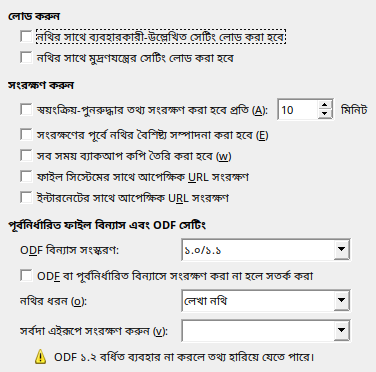 লোড করুন
নথির সাথে ব্যবহারকারী-উল্লেখিত সেটিং লোড করা হবে
নথির সাথে মুদ্রণযন্ত্রের সেটিং লোড করা হবে
সংরক্ষণ করুন
স্বয়ংক্রিয়-পুনরুদ্ধার তথ্য সংরক্ষণ করা হবে প্রতি (A): 10 মিনিট
সংরক্ষণের পূর্বে নথির বৈশিষ্ট্য সম্পাদনা করা হবে (E)
সব সময় ব্যাকআপ কপি তৈরি করা হবে (w)
ফাইল সিস্টেমের সাথে আপেক্ষিক URL সংরক্ষণ
ইন্টারনেটের সাথে আপেক্ষিক URL সংরক্ষণ
পূর্বনির্ধারিত ফাইল বিন্যাস এবং ODF সেটিং
ODF বিন্যাস সংস্করণ: ১.০/১.১
ODF বা পূর্বনির্ধারিত বিন্যাসে সংরক্ষণ করা না হলে সতর্ক করা
নথির ধরন (o): লেখা নথি
সর্বদা এইরূপে সংরক্ষণ করুন (v):
ODF ১.২ বর্ধিত ব্যবহার না করলে তথ্য হারিয়ে যেতে পারে।